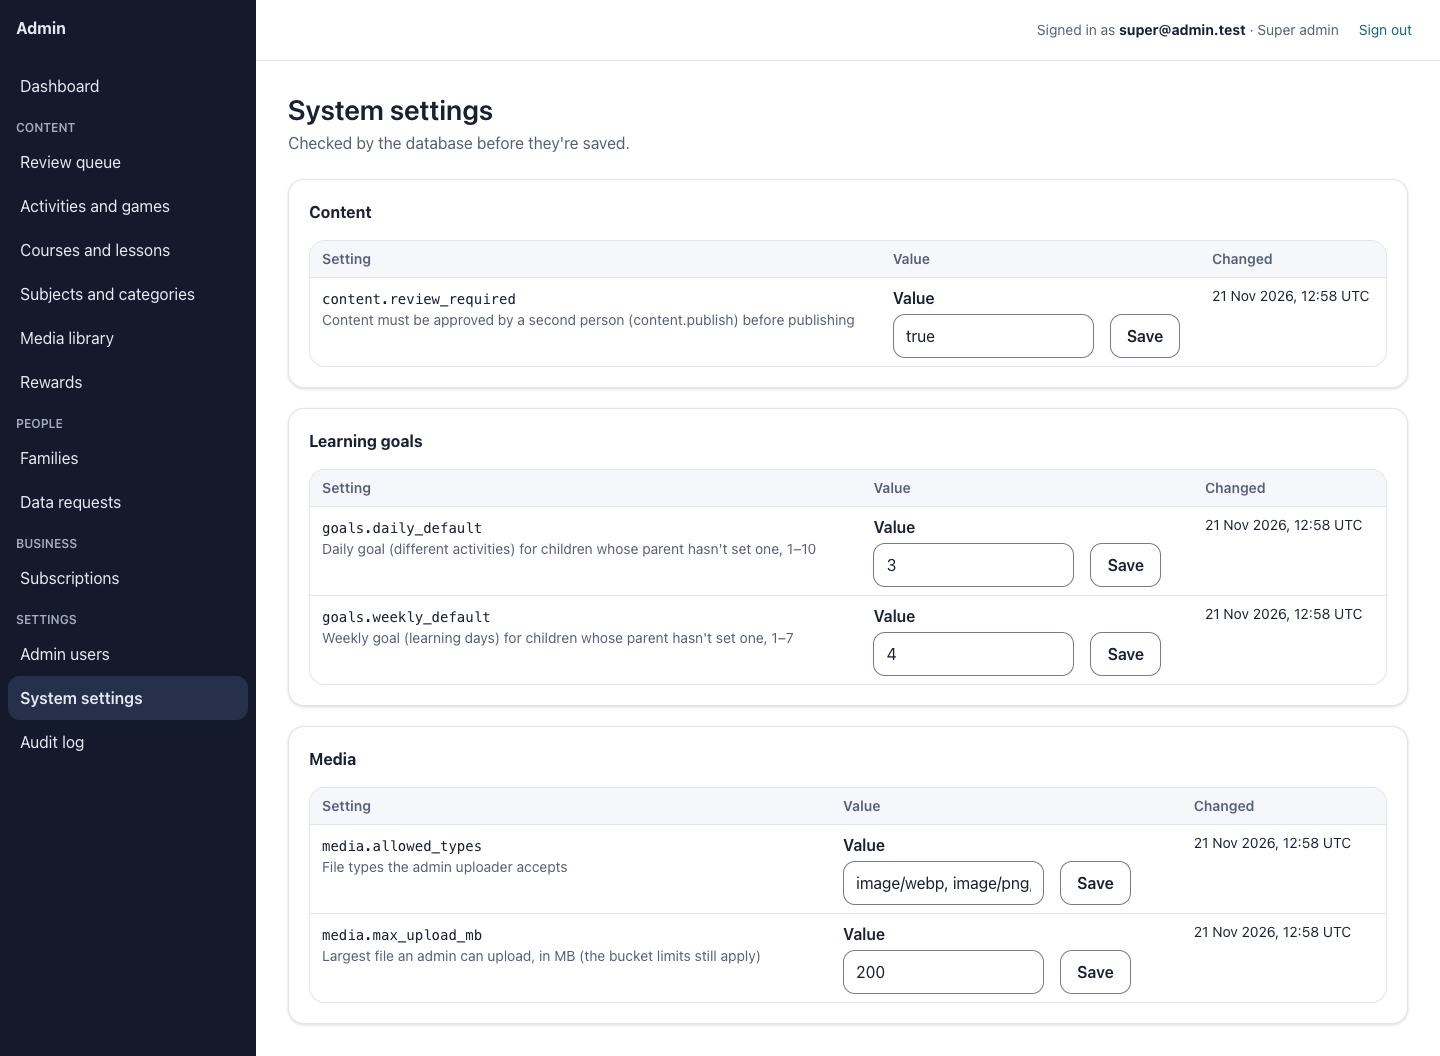 Admin
Signed in as super@admin.test · Super admin
Sign out
Dashboard
CONTENT
Review queue
Activities and games
Courses and lessons
Subjects and categories
Media library
Rewards
PEOPLE
Families
Data requests
BUSINESS
Subscriptions
SETTINGS
Admin users
System settings
Audit log
System settings
Checked by the database before they're saved.
Content
Setting Value Changed
content.review_required
Content must be approved by a second person (content.publish) before publishing
Value
true
Save
21 Nov 2026, 12:58 UTC
Learning goals
Setting Value Changed
goals.daily_default
Daily goal (different activities) for children whose parent hasn't set one, 1–10
Value
3
Save
21 Nov 2026, 12:58 UTC
goals.weekly_default
Weekly goal (learning days) for children whose parent hasn't set one, 1–7
Value
4
Save
21 Nov 2026, 12:58 UTC
Media
Setting Value Changed
media.allowed_types
File types the admin uploader accepts
Value
image/webp, image/png,
Save
21 Nov 2026, 12:58 UTC
media.max_upload_mb
Largest file an admin can upload, in MB (the bucket limits still apply)
Value
200
Save
21 Nov 2026, 12:58 UTC